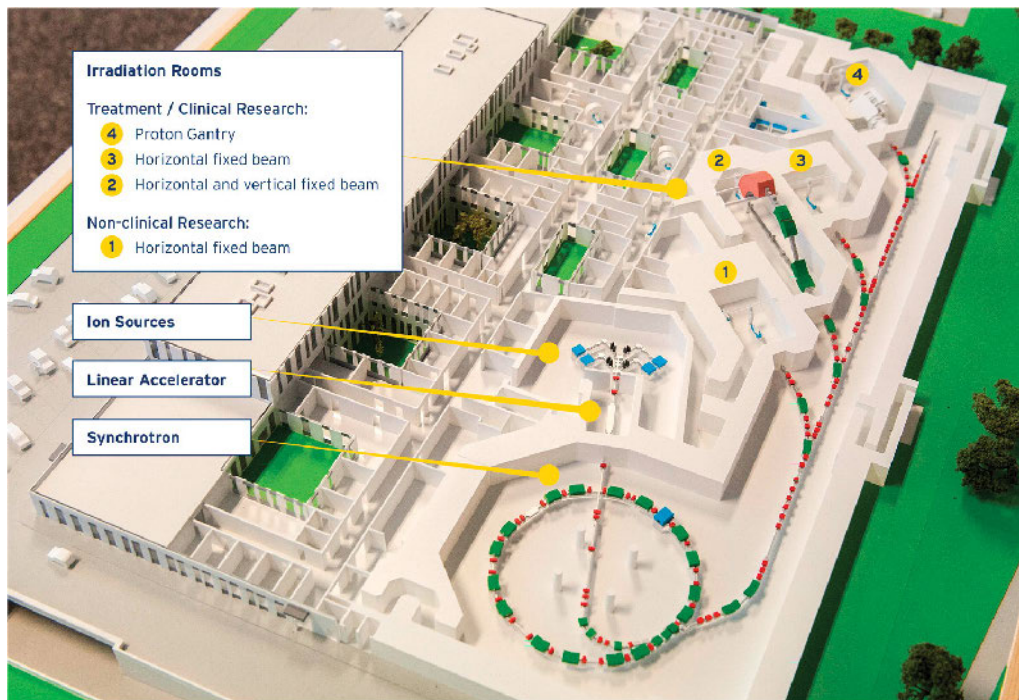 Irradiation Rooms
Treatment / Clinical Research:
4 Proton Gantry
3 Horizontal fixed beam
2 Horizontal and vertical fixed beam
Non-clinical Research:
1 Horizontal fixed beam
Ion Sources
Linear Accelerator
Synchrotron
4
2
3
1